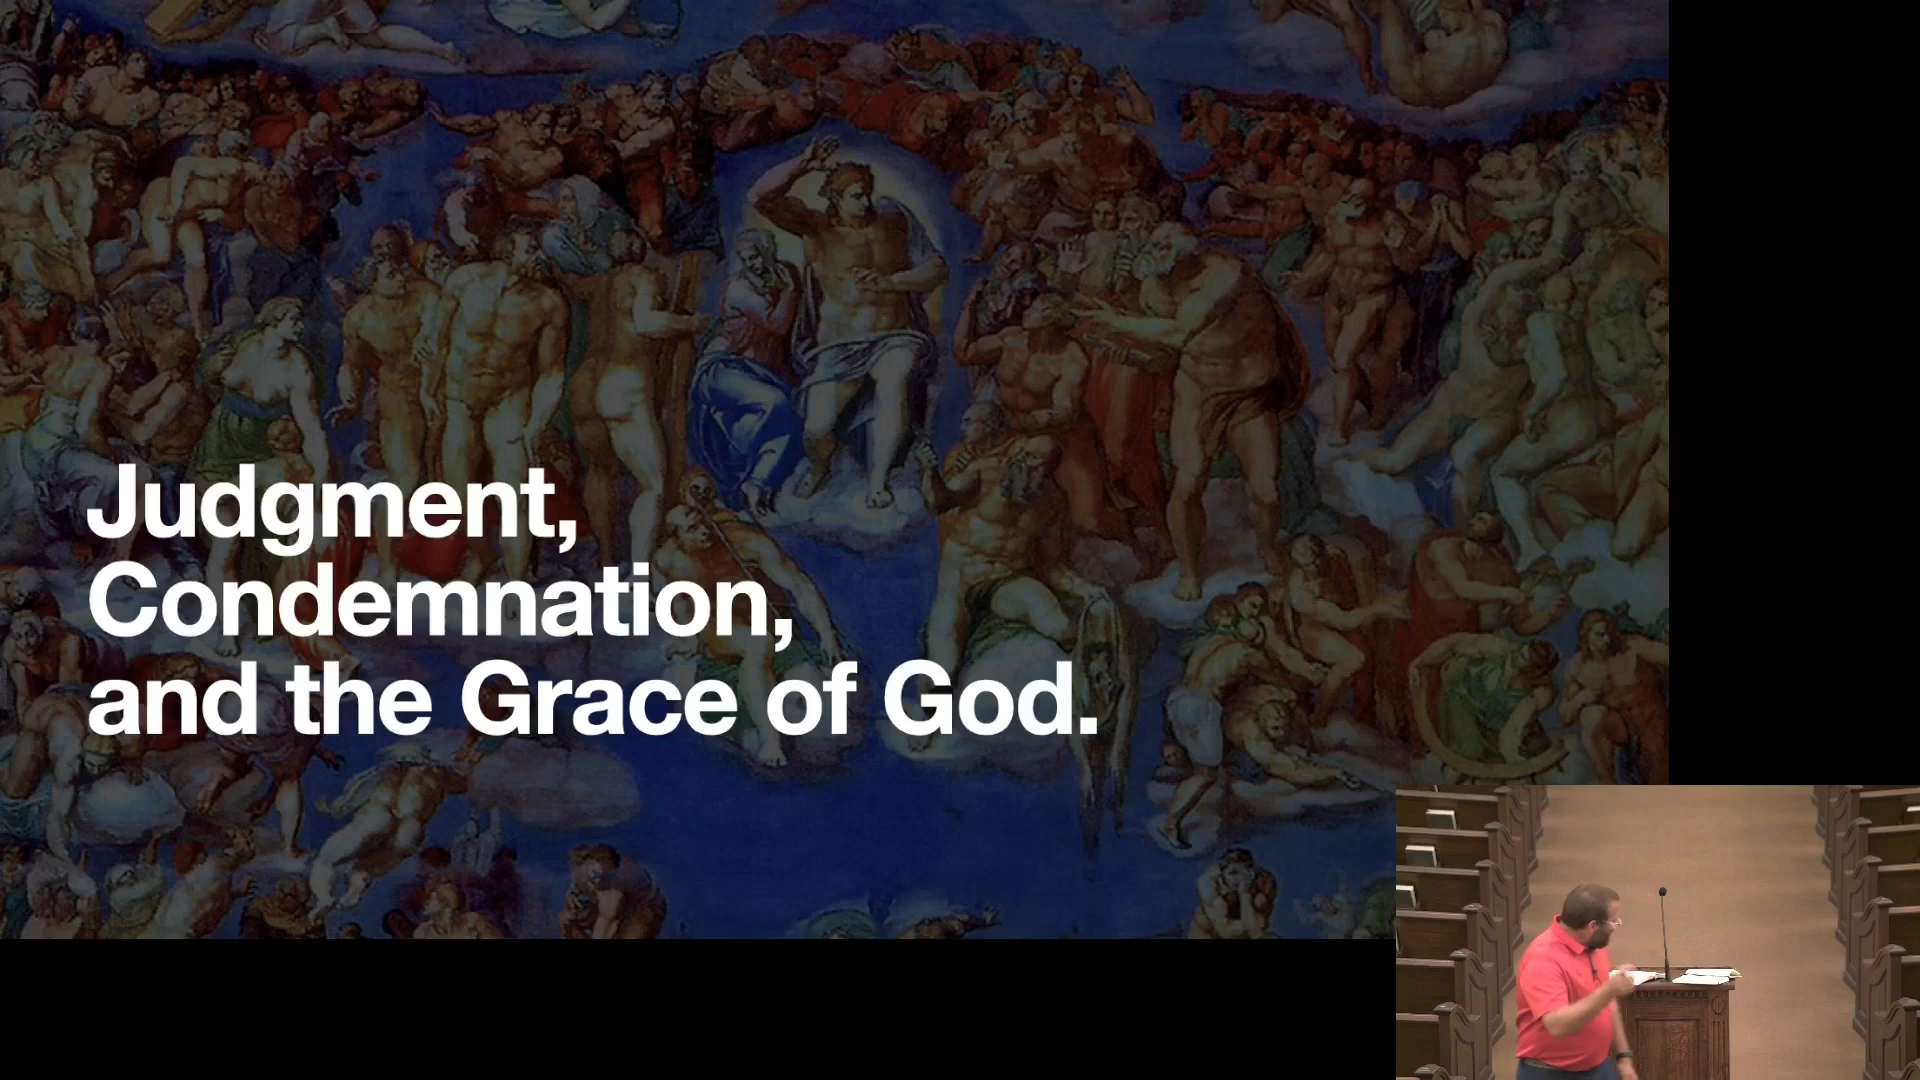 Judgment,
Condemnation,
and the Grace of God.